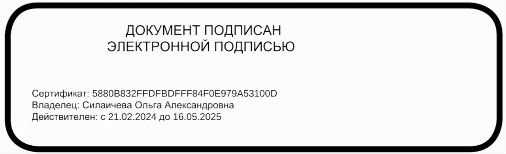 ДОКУМЕНТ ПОДПИСАН
ЭЛЕКТРОННОЙ ПОДПИСЬЮ
Сертификат: 5880B832FFDFBDFFF84F0E979A53100D
Владелец: Силаичева Ольга Александровна
Действителен: с 21.02.2024 до 16.05.2025